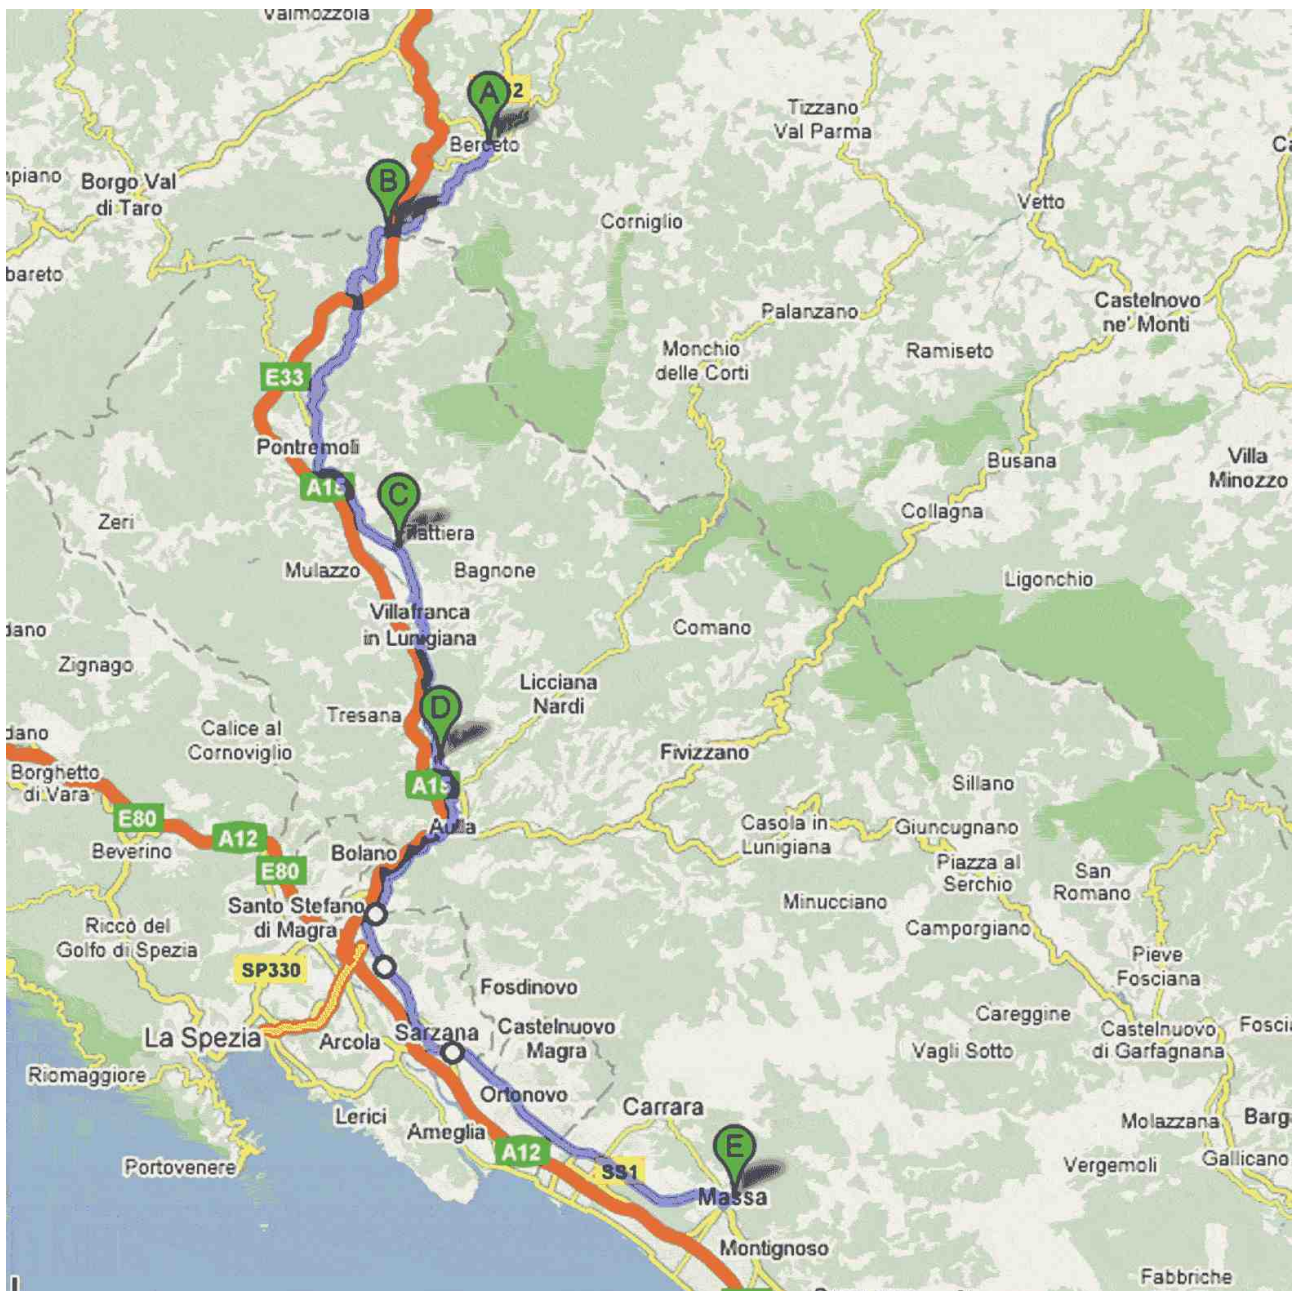 Valmozzola
A
Berceto
Tizzano
Val Parma
Borgo Val
di Taro
B
Vetto
Corniglio
bareto
Castelnovo
ne' Monti
Palanzano
Monchio
delle Corti
Ramiseto
E33
Pontremoli
Busana
Villa
Minozzo
A15
C
Zeri
Collagna
Mulazzo
Bagnone
Ligonchio
Villafranca
in Lunigiana
dano
Comano
Zignago
Licciana
Nardi
D
Tresana
Calice al
Cornoviglio
dano
Fivizzano
Borghetto
di Vara
A15
Sillano
E80
A12
Aulla
Casola in
Lunigiana
Giuncugnano
Beverino
Bolano
E80
Piazza al
Serchio
San
Romano
Santo Stefano
di Magra
Minucciano
Riccò del
Golfo di Spezia
Camporgiano
Pieve
Fosciana
SP330
Fosdinovo
Careggine
La Spezia
Arcola
Sarzana
Castelnuovo
Magra
Vagli Sotto
Castelnuovo
di Garfagnana
Riomaggiore
Ortonovo
Lerici
Carrara
Molazzana
Ameglia
A12
E
Portovenere
SS1
Vergemoli
Gallicano
Massa
Montignoso
Fabbriche